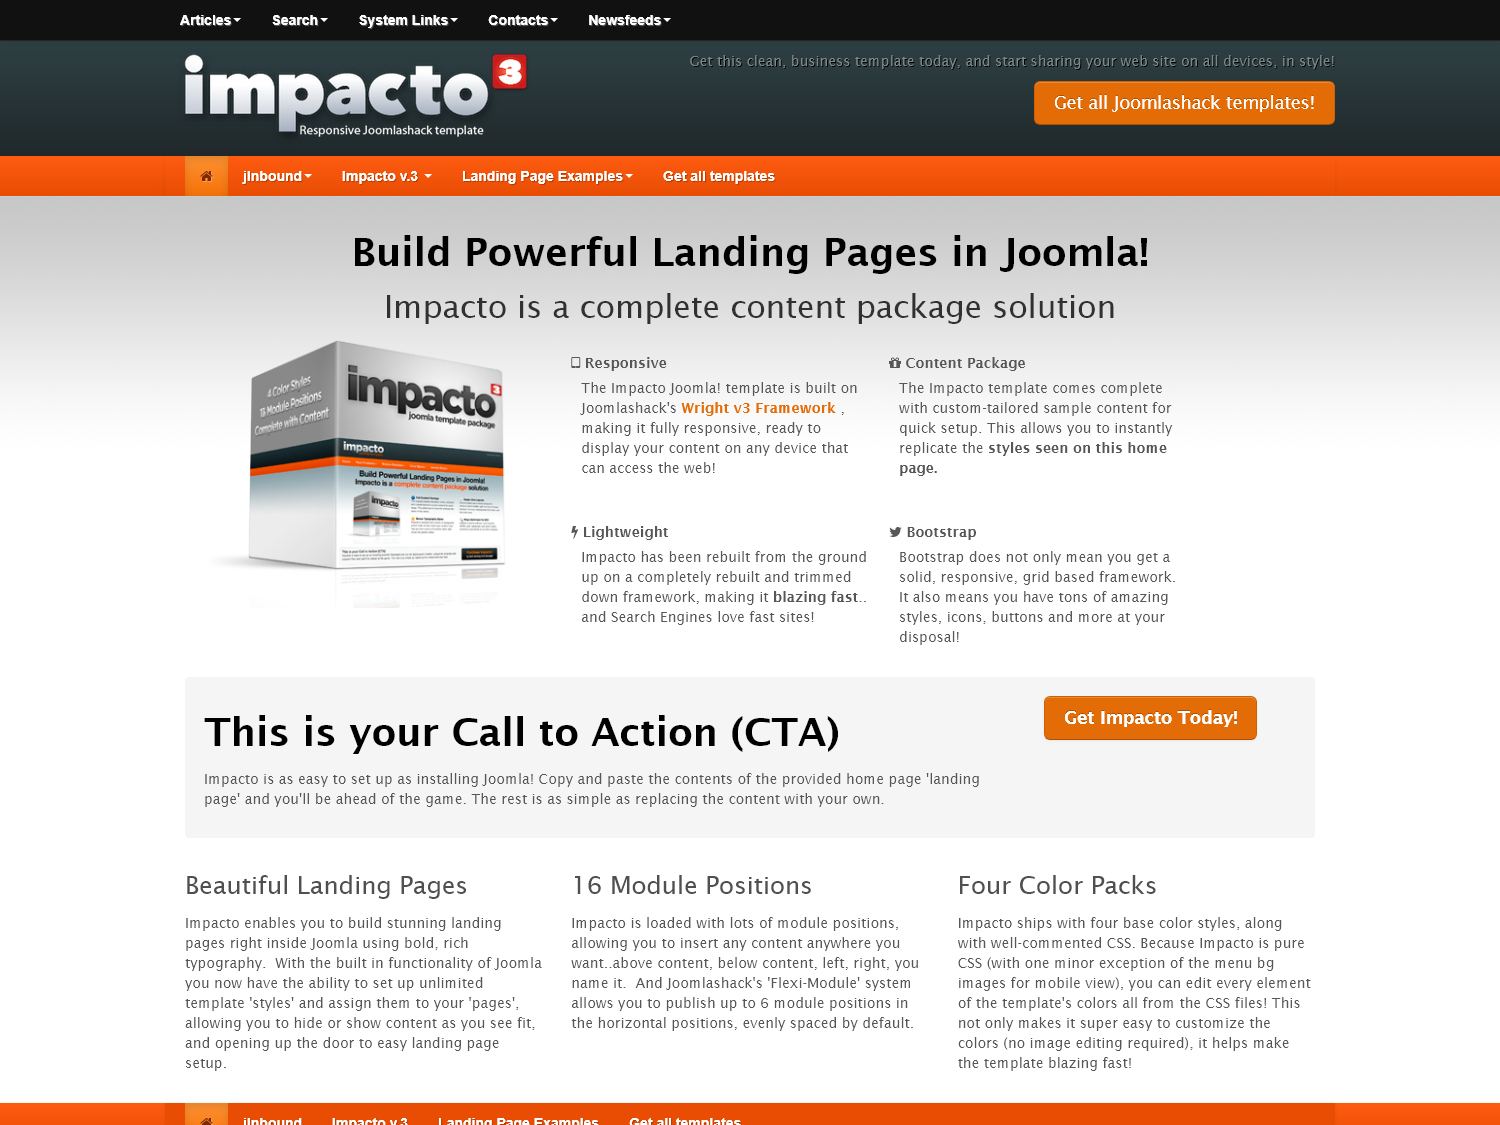 Articles Search System Links Contacts Newsfeeds
impacto 3
Responsive Joomlashack template
Get this clean, business template today, and start sharing your web site on all devices, in style!
Get all Joomlashack templates!
jInbound Impacto v.3 Landing Page Examples Get all templates
Build Powerful Landing Pages in Joomla!
Impacto is a complete content package solution
4 Color Styles
16 Module Positions
Complete with Content
impacto 3
joomla template package
impacto
Build Powerful Landing Pages in Joomla!
Impacto is a complete content package solution
impacto
This is your Call to Action (CTA)
Responsive
The Impacto Joomla! template is built on
Joomlashack's Wright v3 Framework ,
making it fully responsive, ready to
display your content on any device that
can access the web!
Content Package
The Impacto template comes complete
with custom-tailored sample content for
quick setup. This allows you to instantly
replicate the styles seen on this home
page.
Lightweight
Impacto has been rebuilt from the ground
up on a completely rebuilt and trimmed
down framework, making it blazing fast..
and Search Engines love fast sites!
Bootstrap
Bootstrap does not only mean you get a
solid, responsive, grid based framework.
It also means you have tons of amazing
styles, icons, buttons and more at your
disposal!
This is your Call to Action (CTA)
Impacto is as easy to set up as installing Joomla! Copy and paste the contents of the provided home page 'landing
page' and you'll be ahead of the game. The rest is as simple as replacing the content with your own.
Get Impacto Today!
Beautiful Landing Pages
Impacto enables you to build stunning landing
pages right inside Joomla using bold, rich
typography.  With the built in functionality of Joomla
you now have the ability to set up unlimited
template 'styles' and assign them to your 'pages',
allowing you to hide or show content as you see fit,
and opening up the door to easy landing page
setup.
16 Module Positions
Impacto is loaded with lots of module positions,
allowing you to insert any content anywhere you
want..above content, below content, left, right, you
name it.  And Joomlashack's 'Flexi-Module' system
allows you to publish up to 6 module positions in
the horizontal positions, evenly spaced by default.
Four Color Packs
Impacto ships with four base color styles, along
with well-commented CSS. Because Impacto is pure
CSS (with one minor exception of the menu bg
images for mobile view), you can edit every element
of the template's colors all from the CSS files! This
not only makes it super easy to customize the
colors (no image editing required), it helps make
the template blazing fast!
jInbound Impacto v.3 Landing Page Examples Get all templates